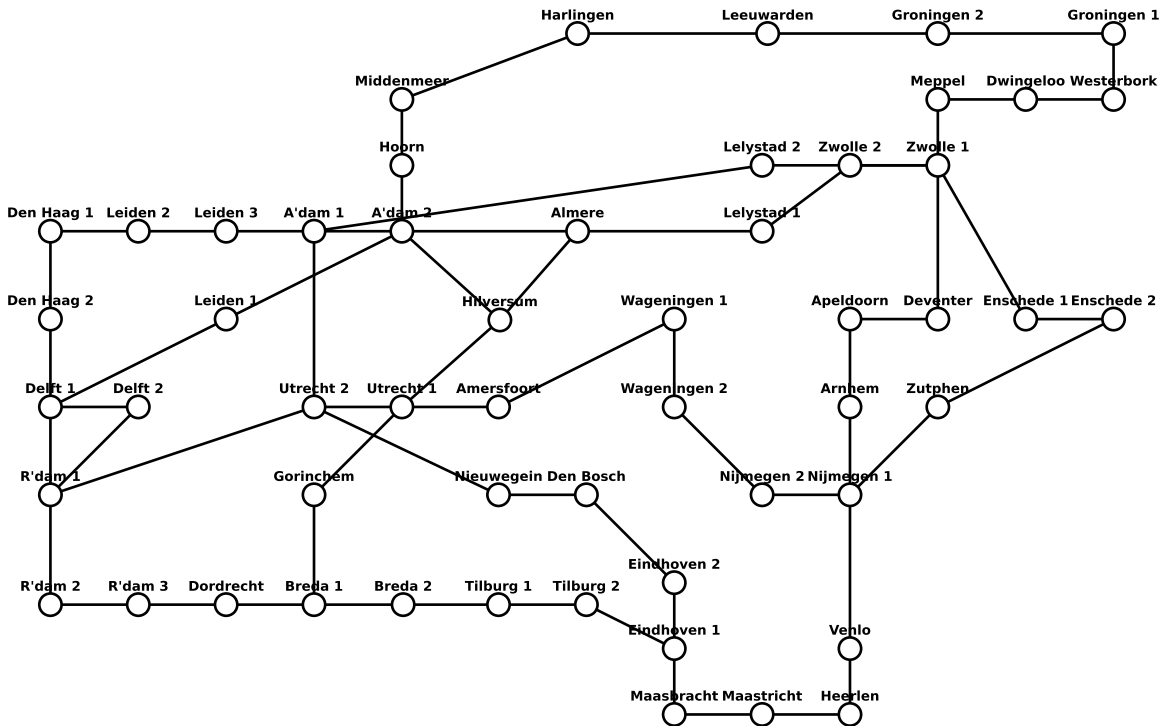 Harlingen
Leeuwarden
Groningen 2
Groningen 1
Middenmeer
Meppel
Dwingeloo
Westerbork
Hoorn
Lelystad 2
Zwolle 2
Zwolle 1
Den Haag 1
Leiden 2
Leiden 3
A'dam 1
A'dam 2
Almere
Lelystad 1
Den Haag 2
Leiden 1
Hilversum
Wageningen 1
Apeldoorn
Deventer
Enschede 1
Enschede 2
Delft 1
Delft 2
Utrecht 2
Utrecht 1
Amersfoort
Wageningen 2
Arnhem
Zutphen
R'dam 1
Gorinchem
Nieuwegein
Den Bosch
Nijmegen 2
Nijmegen 1
Eindhoven 2
R'dam 2
R'dam 3
Dordrecht
Breda 1
Breda 2
Tilburg 1
Tilburg 2
Eindhoven 1
Venlo
Maasbracht
Maastricht
Heerlen